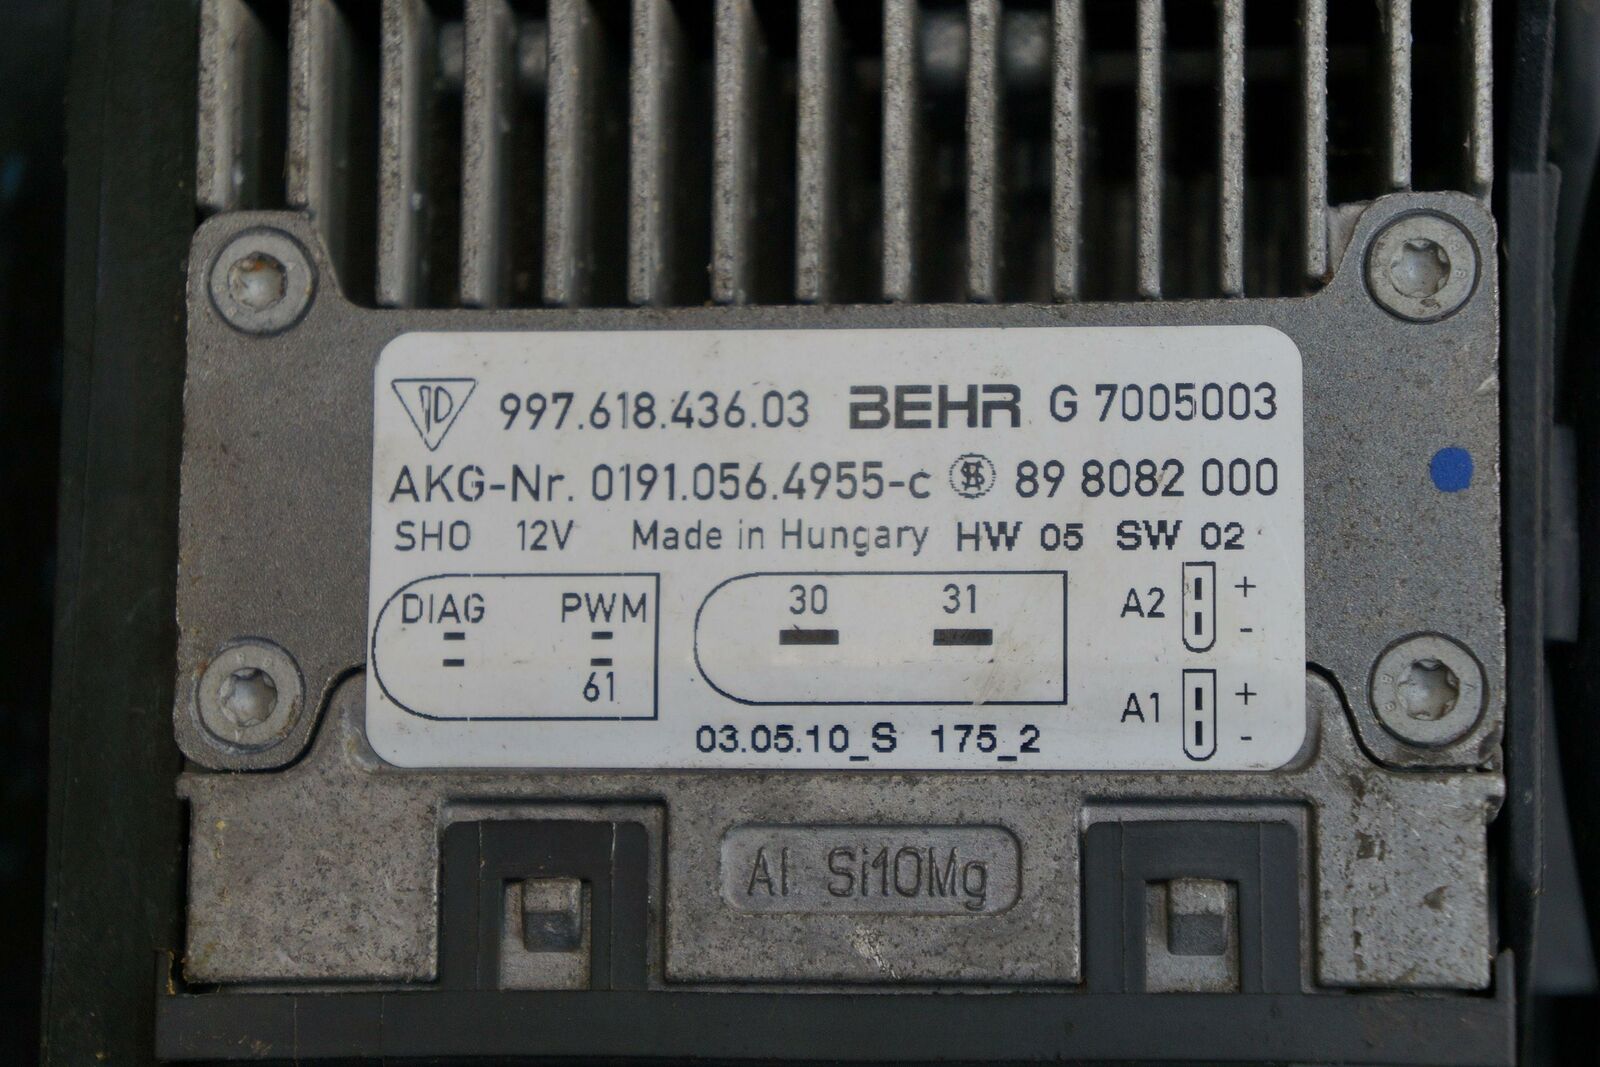 997.618.436.03 BEHR G 7005003
AKG-Nr. 0191.056.4955-c 89 8082 000
SHO 12V Made in Hungary HW 05 SW 02
DIAG PWM 30 31 A2 + -
61 A1 + -
03.05.10_S 175_2
Al Si10Mg